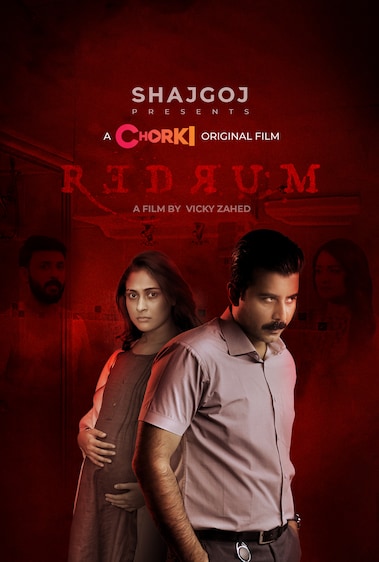 SHAJGOJ
PRESENTS
A CHORKI ORIGINAL FILM
REDRUM
A FILM BY VICKY ZAHED